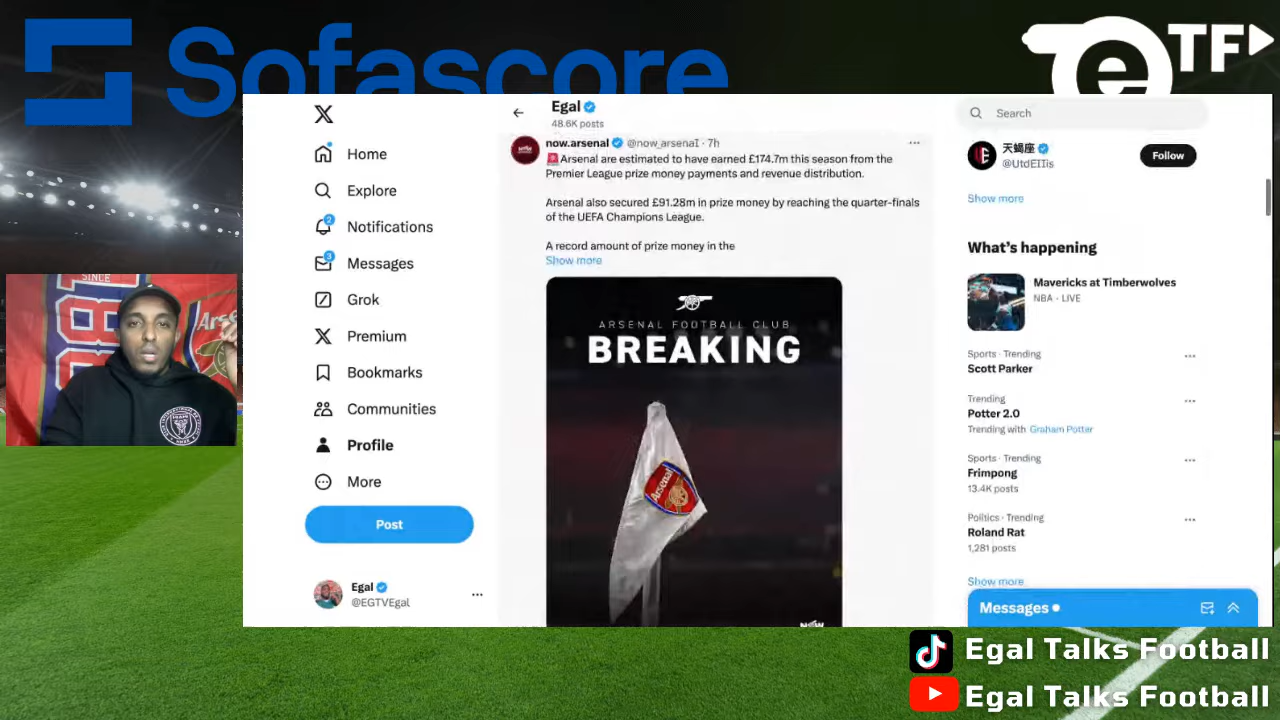 Sofascore
eTF
SINCE
Egal
48.6K posts
Search
Home
Explore
2
Notifications
3
Messages
Grok
Premium
Bookmarks
Communities
Profile
More
Post
Egal
@EGTVEgal
now.arsenal @now_arsenaI · 7h
🚨Arsenal are estimated to have earned £174.7m this season from the
Premier League prize money payments and revenue distribution.
Arsenal also secured £91.28m in prize money by reaching the quarter-finals
of the UEFA Champions League.
A record amount of prize money in the
Show more
ARSENAL FOOTBALL CLUB
BREAKING
Arsenal
天蝎座
@UtdEIIis
Follow
Show more
What's happening
Mavericks at Timberwolves
NBA · LIVE
Sports · Trending
Scott Parker
Trending
Potter 2.0
Trending with Graham Potter
Sports · Trending
Frimpong
13.4K posts
Politics · Trending
Roland Rat
1,281 posts
Show more
Messages
Egal Talks Football
Egal Talks Football